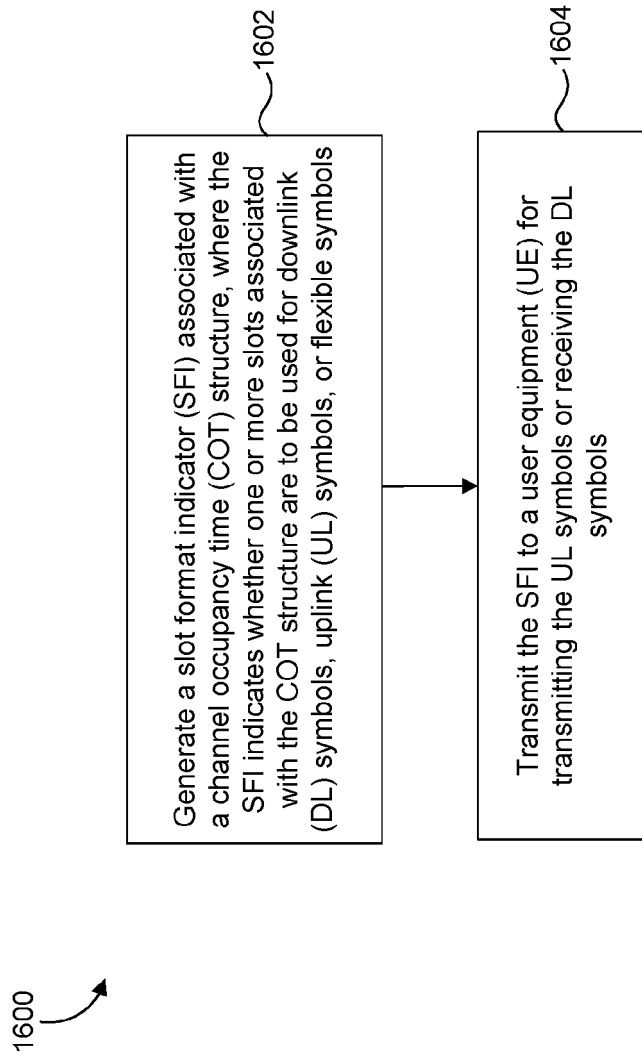 1600
Generate a slot format indicator (SFI) associated with
a channel occupancy time (COT) structure, where the
SFI indicates whether one or more slots associated
with the COT structure are to be used for downlink
(DL) symbols, uplink (UL) symbols, or flexible symbols
1602
Transmit the SFI to a user equipment (UE) for
transmitting the UL symbols or receiving the DL
symbols
1604